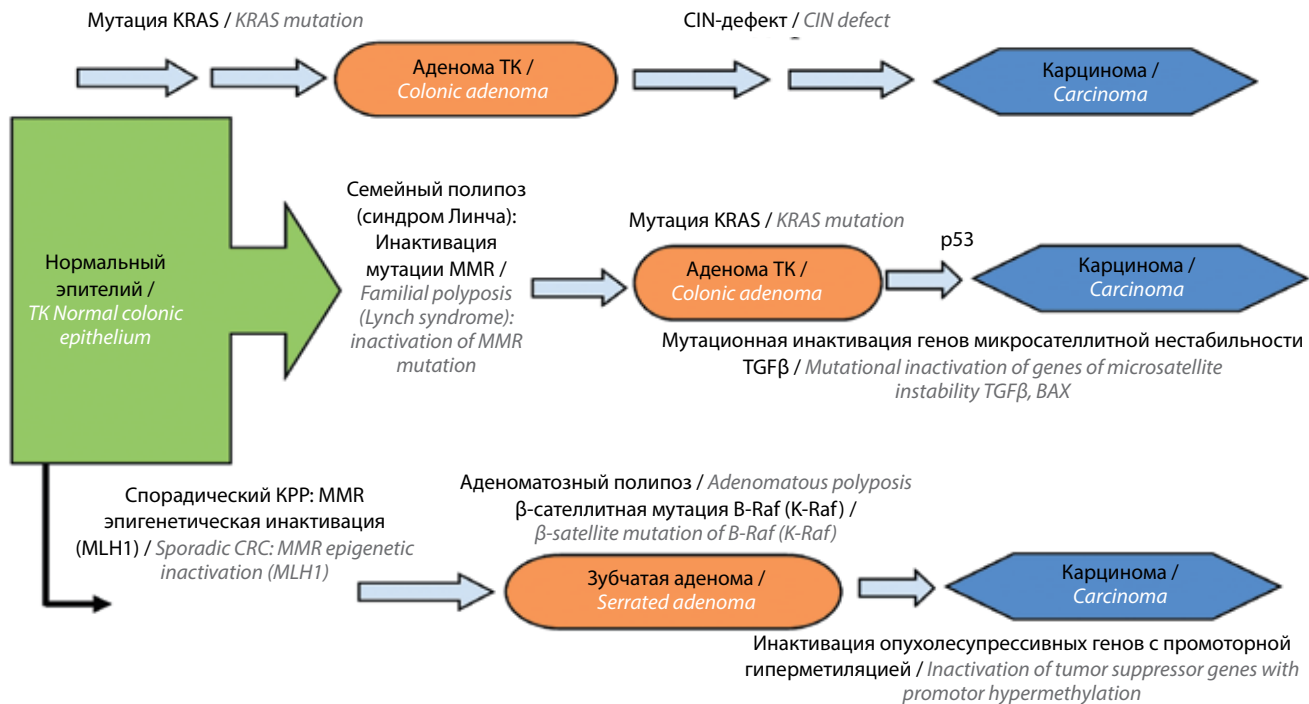 Мутация KRAS / KRAS mutation
CIN-дефект / CIN defect
Аденома ТК /
Colonic adenoma
Карцинома /
Carcinoma
Нормальный
эпителий /
TK Normal colonic
epithelium
Семейный полипоз
(синдром Линча):
Инактивация
мутации MMR /
Familial polyposis
(Lynch syndrome):
inactivation of MMR
mutation
Мутация KRAS / KRAS mutation
Аденома ТК /
Colonic adenoma
p53
Карцинома /
Carcinoma
Мутационная инактивация генов микросателлитной нестабильности
TGFβ / Mutational inactivation of genes of microsatellite
instability TGFβ, BAX
Спорадический КРР: MMR
эпигенетическая инактивация
(MLH1) / Sporadic CRC: MMR epigenetic
inactivation (MLH1)
Аденоматозный полипоз / Adenomatous polyposis
β-сателлитная мутация B-Raf (K-Raf) /
β-satellite mutation of B-Raf (K-Raf)
Зубчатая аденома /
Serrated adenoma
Карцинома /
Carcinoma
Инактивация опухолесупрессивных генов с промоторной
гиперметиляцией / Inactivation of tumor suppressor genes with
promotor hypermethylation